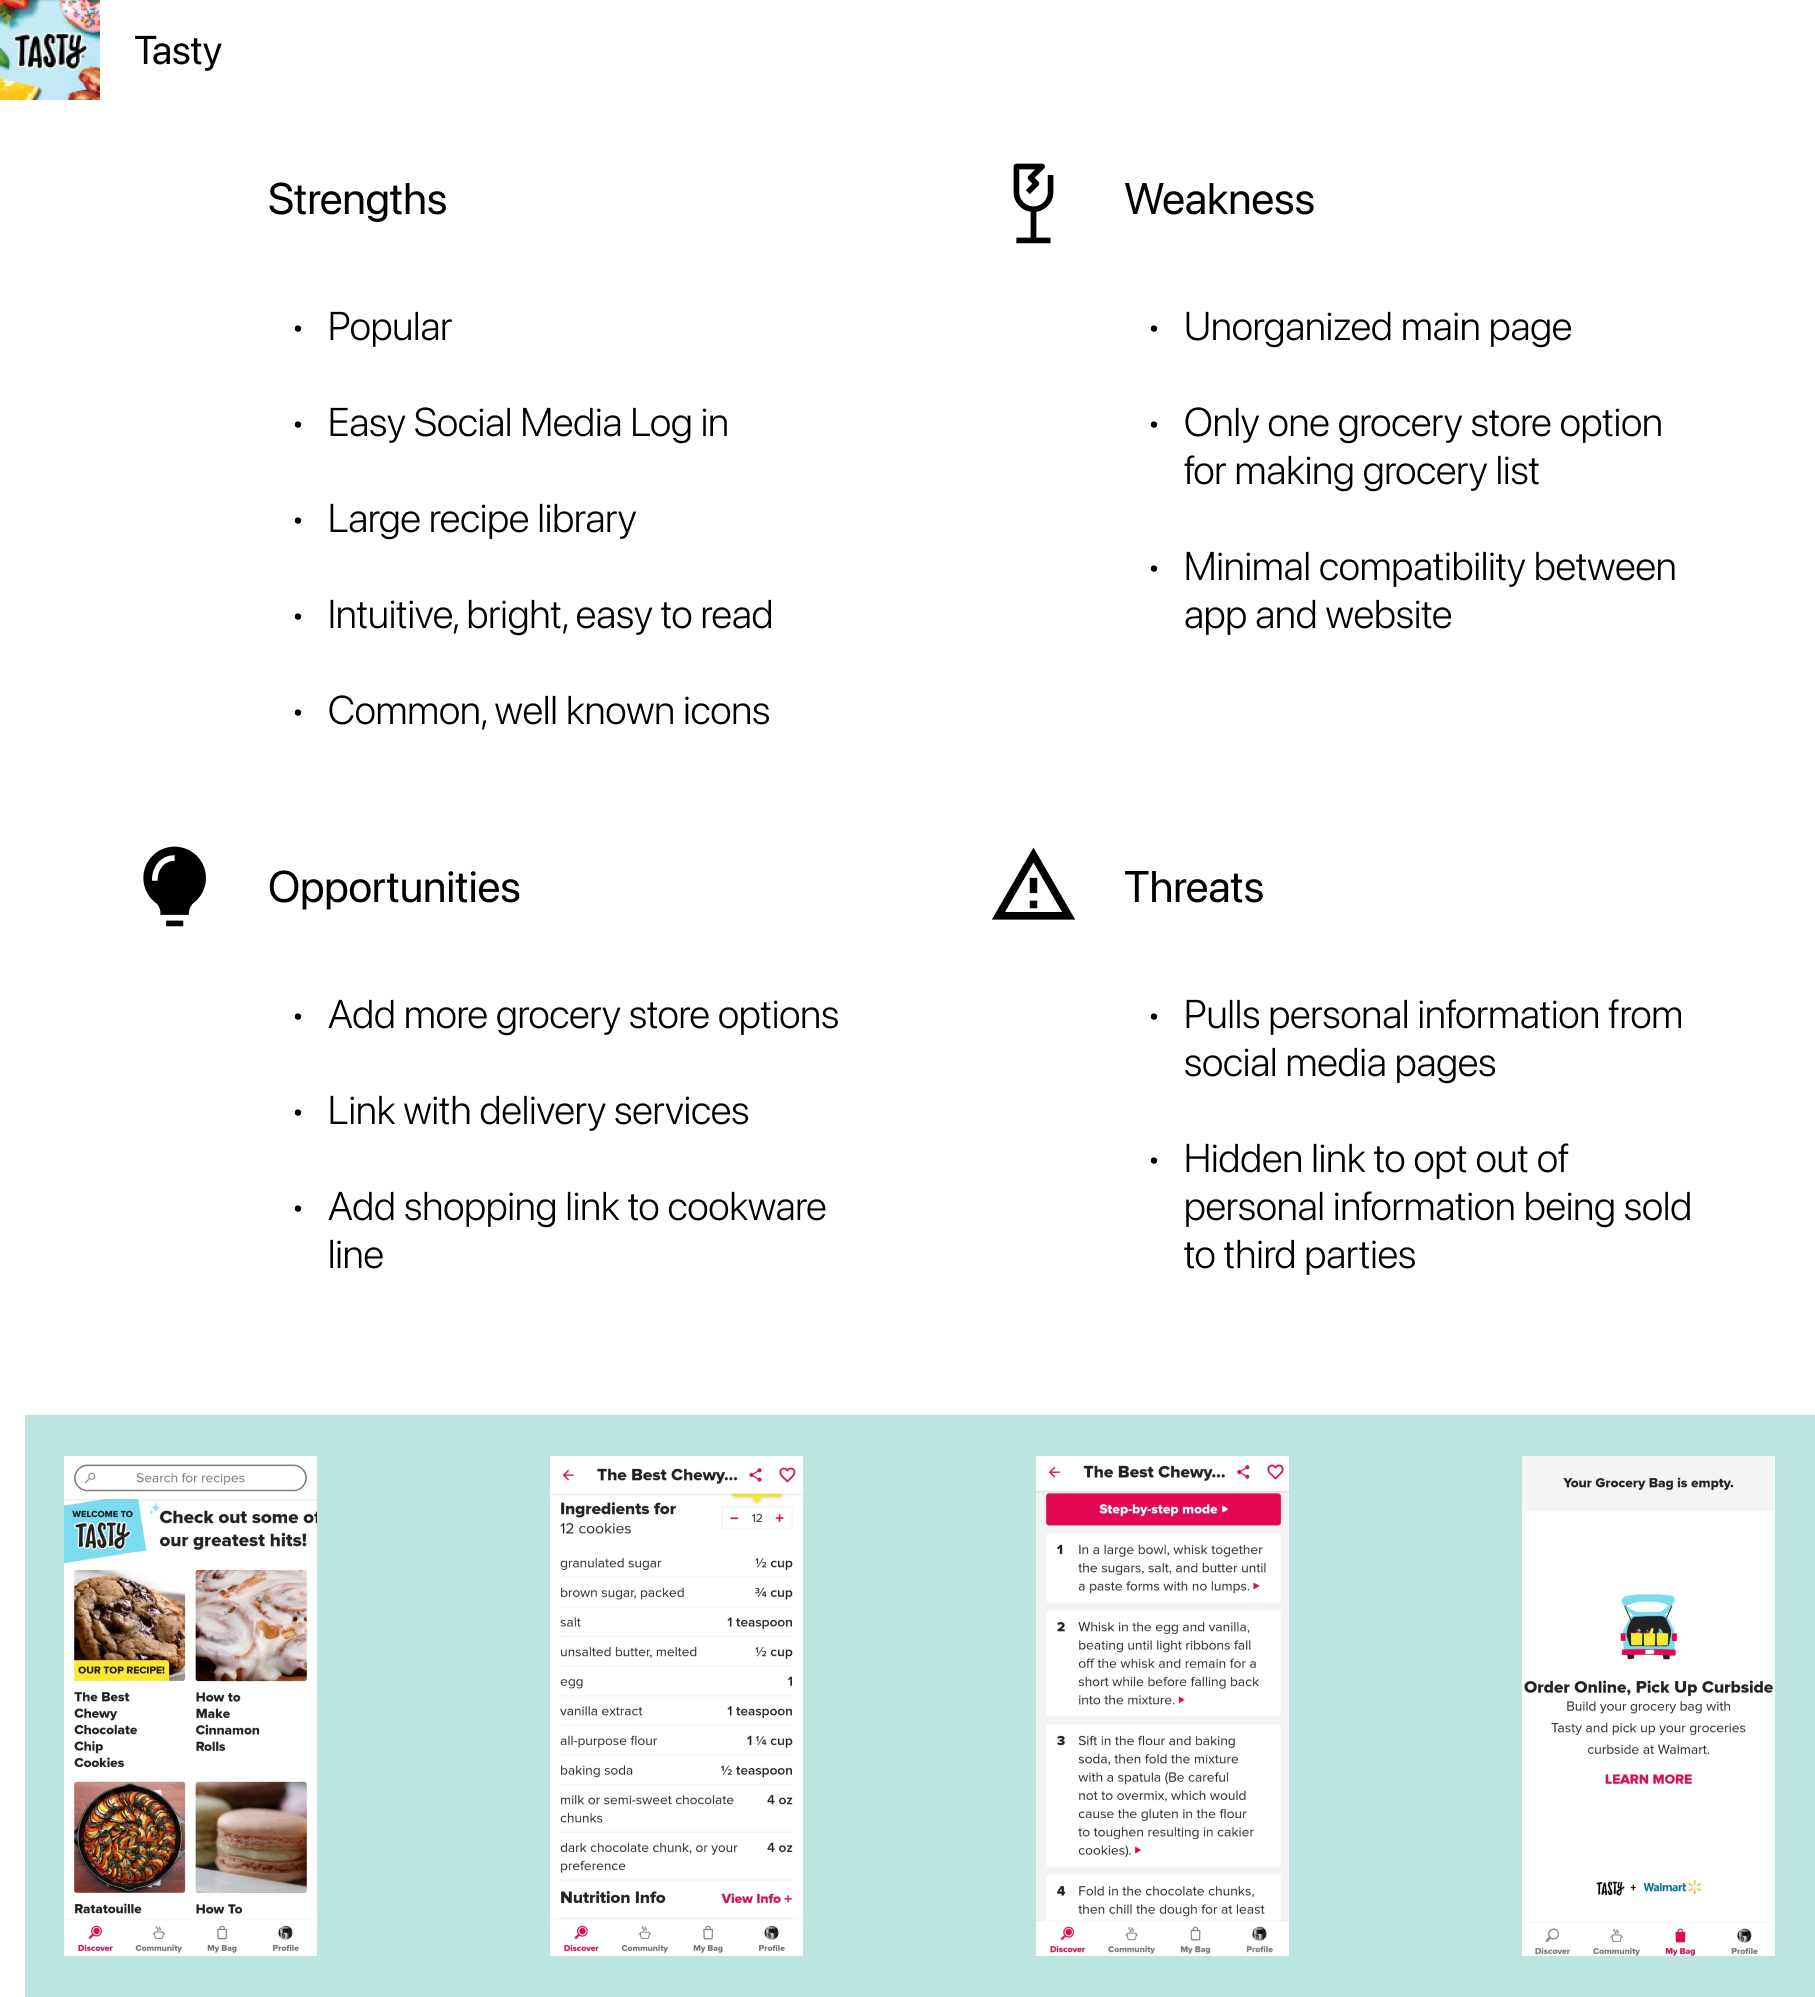 TASTY
Tasty
Strengths
Popular
Easy Social Media Log in
Large recipe library
Intuitive, bright, easy to read
Common, well known icons
Weakness
Unorganized main page
Only one grocery store option
for making grocery list
Minimal compatibility between
app and website
Opportunities
Add more grocery store options
Link with delivery services
Add shopping link to cookware
line
Threats
Pulls personal information from
social media pages
Hidden link to opt out of
personal information being sold
to third parties
Search for recipes
WELCOME TO
TASTY
Check out some of
our greatest hits!
OUR TOP RECIPE!
The Best
Chewy
Chocolate
Chip
Cookies
How to
Make
Cinnamon
Rolls
Ratatouille
How To
Discover
Community
My Bag
Profile
The Best Chewy...
Ingredients for
12 cookies
12
granulated sugar ½ cup
brown sugar, packed ¾ cup
salt 1 teaspoon
unsalted butter, melted ½ cup
egg 1
vanilla extract 1 teaspoon
all-purpose flour 1 ¼ cup
baking soda ½ teaspoon
milk or semi-sweet chocolate 4 oz
chunks
dark chocolate chunk, or your 4 oz
preference
Nutrition Info View Info +
Discover
Community
My Bag
Profile
The Best Chewy...
Step-by-step mode
1 In a large bowl, whisk together
the sugars, salt, and butter until
a paste forms with no lumps.
2 Whisk in the egg and vanilla,
beating until light ribbons fall
off the whisk and remain for a
short while before falling back
into the mixture.
3 Sift in the flour and baking
soda, then fold the mixture
with a spatula (Be careful
not to overmix, which would
cause the gluten in the flour
to toughen resulting in cakier
cookies).
4 Fold in the chocolate chunks,
then chill the dough for at least
Discover
Community
My Bag
Profile
Your Grocery Bag is empty.
Order Online, Pick Up Curbside
Build your grocery bag with
Tasty and pick up your groceries
curbside at Walmart.
LEARN MORE
TASTY + Walmart
Discover
Community
My Bag
Profile